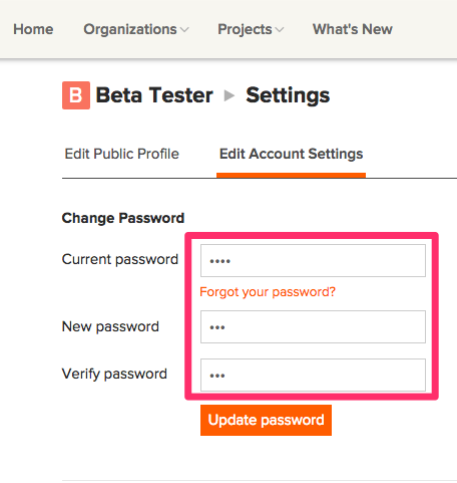 Home Organizations Projects What's New
B Beta Tester ▸ Settings
Edit Public Profile Edit Account Settings
Change Password
Current password ••••
Forgot your password?
New password •••
Verify password •••
Update password